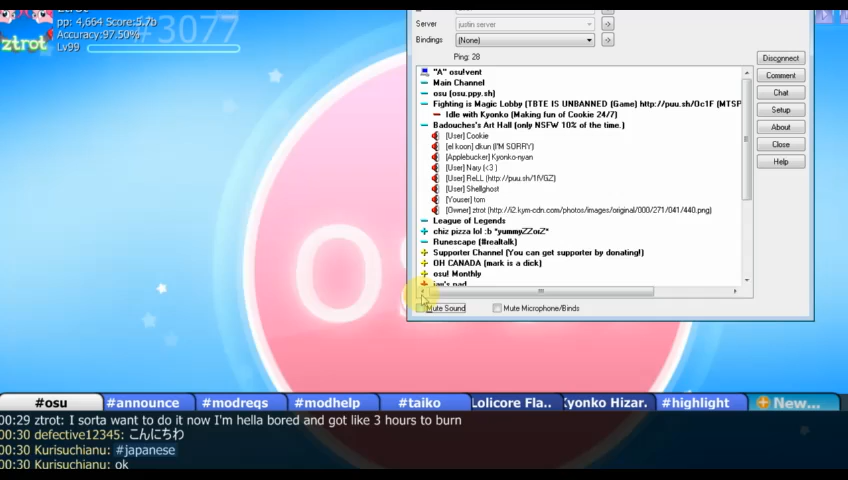 ztrot
pp: 4,664 Score:5.7b
Accuracy:97.50%
Lv99
#3077
ztrot
Server
justin server
Bindings
(None)
Ping: 28
"A" osu!vent
Main Channel
osu (osu.ppy.sh)
Fighting is Magic Lobby (TBTE IS UNBANNED (Game) http://puu.sh/0c1F (MTSP
Idle with Kyonko (Making fun of Cookie 24/7)
Badouches's Art Hall (only NSFW 10% of the time.)
[User] Cookie
[el koon] dkun (I'M SORRY)
[Applebucker] Kyonko-nyan
[User] Nary (<3 )
[User] ReLL (http://puu.sh/1fVGZ)
[User] Shellghost
[Youser] tom
[Owner] ztrot (http://i2.kym-cdn.com/photos/images/original/000/271/041/440.png)
League of Legends
chiz pizza lol :b *yummyZZoiZ*
Runescape (#realtalk)
Supporter Channel (You can get supporter by donating!)
OH CANADA (mark is a dick)
osu! Monthly
jay's pad
Disconnect
Comment
Chat
Setup
About
Close
Help
Mute Sound
Mute Microphone/Binds
OS
#osu
#announce
#modreqs
#modhelp
#taiko
Lolicore Fla..
Kyonko Hizar.
#highlight
New...
00:29 ztrot: I sorta want to do it now I'm hella bored and got like 3 hours to burn
00:30 defective12345: こんにちわ
00:30 Kurisuchianu: #japanese
00:30 Kurisuchianu: ok